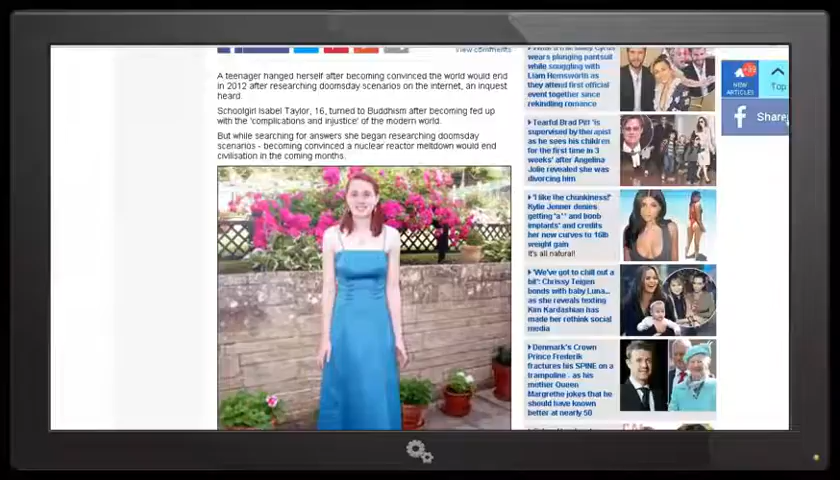 view comments
A teenager hanged herself after becoming convinced the world would end
in 2012 after researching doomsday scenarios on the internet, an inquest
heard.
Schoolgirl Isabel Taylor, 16, turned to Buddhism after becoming fed up
with the 'complications and injustice' of the modern world.
But while searching for answers she began researching doomsday
scenarios - becoming convinced a nuclear reactor meltdown would end
civilisation in the coming months.
wears plunging pantsuit
while snuggling with
Liam Hemsworth as
they attend first official
event together since
rekindling romance
Tearful Brad Pitt 'is
supervised by therapist
as he sees his children
for the first time in 3
weeks' after Angelina
Jolie revealed she was
divorcing him
'I like the chunkiness!'
Kylie Jenner denies
getting 'a** and boob
implants' and credits
her new curves to 16lb
weight gain
It's all natural!
'We've got to chill out a
bit': Chrissy Teigen
bonds with baby Luna...
as she reveals texting
Kim Kardashian has
made her rethink social
media
Denmark's Crown
Prince Frederik
fractures his SPINE on a
trampoline - as his
mother Queen
Margrethe jokes that he
should have known
better at nearly 50
NEW
ARTICLES
Top
Share